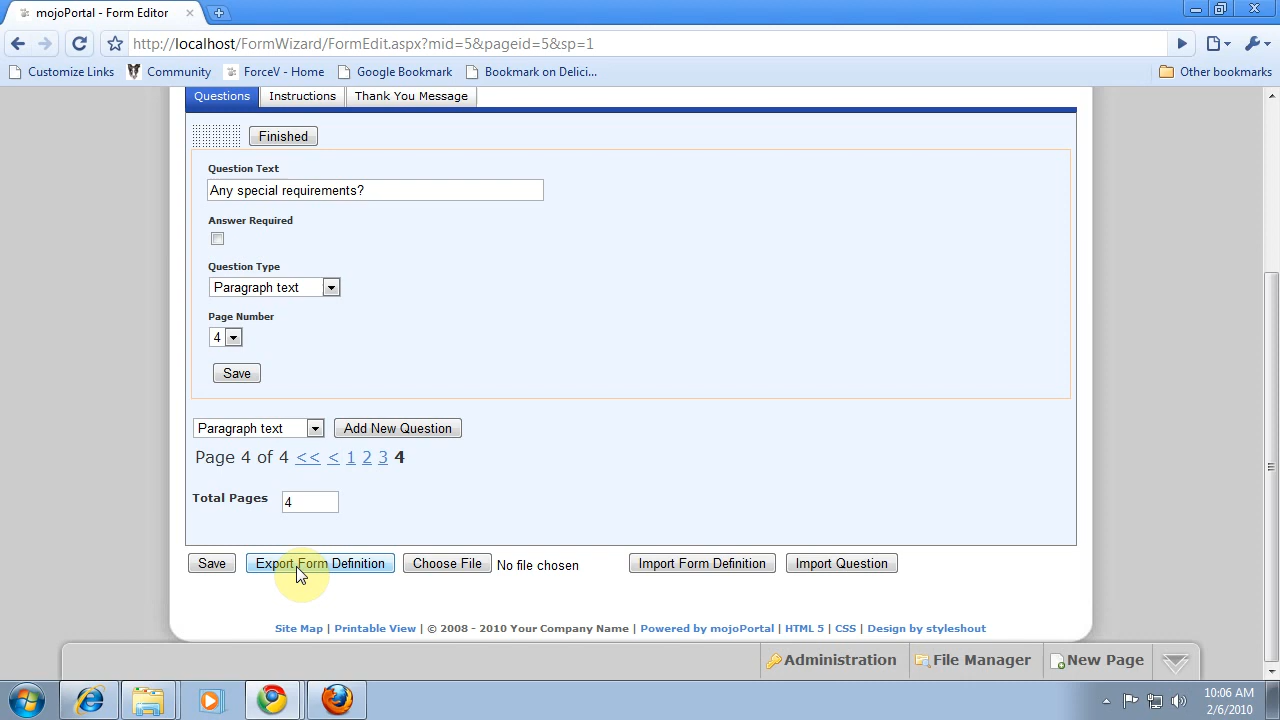 mojoPortal - Form Editor
http://localhost/FormWizard/FormEdit.aspx?mid=5&pageid=5&sp=1
Customize Links Community ForceV - Home Google Bookmark Bookmark on Delici... Other bookmarks
Questions Instructions Thank You Message
Finished
Question Text
Any special requirements?
Answer Required
Question Type
Paragraph text
Page Number
4
Save
Paragraph text Add New Question
Page 4 of 4 << < 1 2 3 4
Total Pages 4
Save Export Form Definition Choose File No file chosen Import Form Definition Import Question
Site Map | Printable View | © 2008 - 2010 Your Company Name | Powered by mojoPortal | HTML 5 | CSS | Design by styleshout
Administration File Manager New Page
10:06 AM
2/6/2010